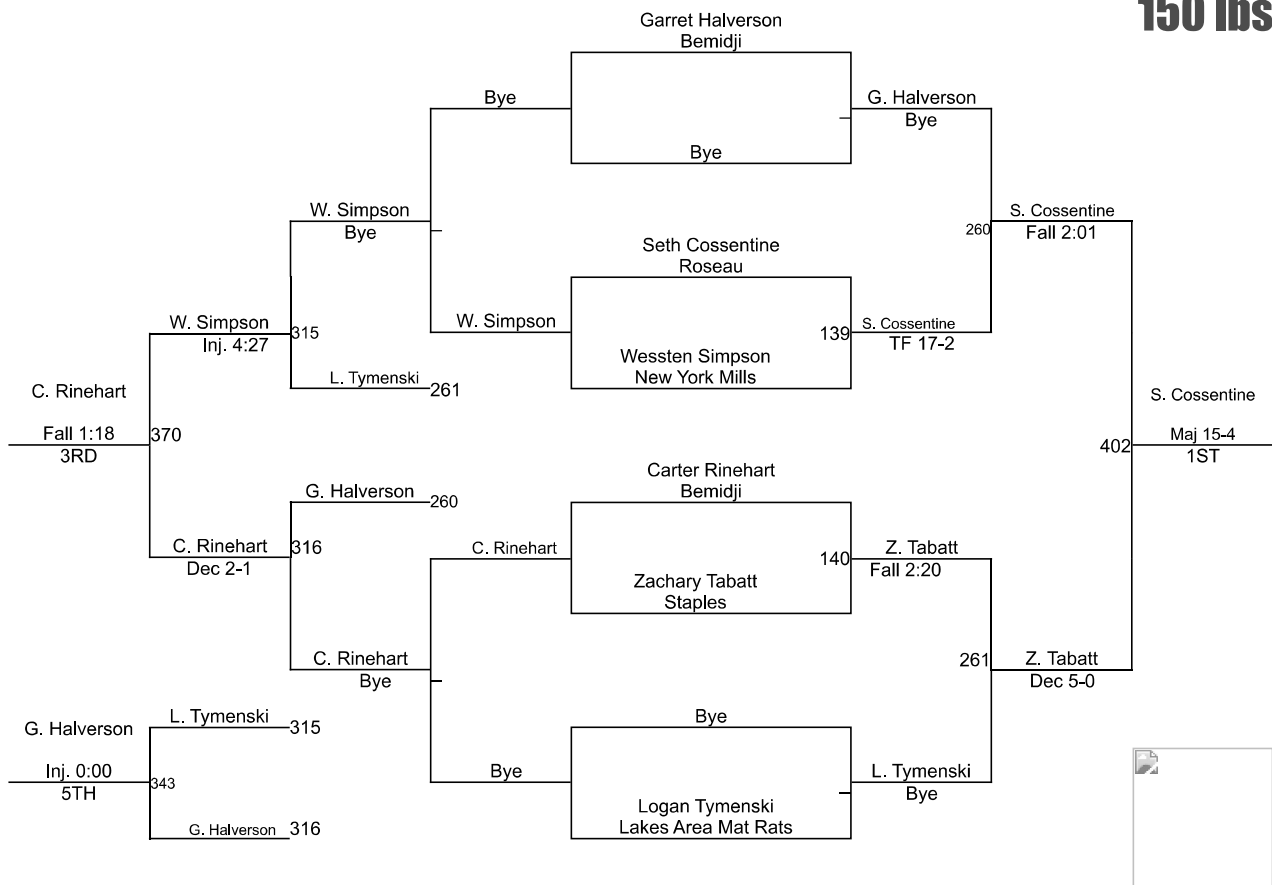 150 lbs
Garret Halverson
Bemidji
Bye
G. Halverson
Bye
Bye
W. Simpson
Bye
S. Cossentine
260
Fall 2:01
Seth Cossentine
Roseau
W. Simpson
315
Inj. 4:27
W. Simpson
139
S. Cossentine
TF 17-2
Wessten Simpson
New York Mills
L. Tymenski
261
C. Rinehart
S. Cossentine
Fall 1:18
370
3RD
402
Maj 15-4
1ST
Carter Rinehart
Bemidji
G. Halverson
260
C. Rinehart
316
Dec 2-1
C. Rinehart
140
Z. Tabatt
Fall 2:20
Zachary Tabatt
Staples
C. Rinehart
Bye
261
Z. Tabatt
Dec 5-0
L. Tymenski
315
Bye
G. Halverson
Inj. 0:00
343
5TH
Bye
L. Tymenski
Bye
Logan Tymenski
Lakes Area Mat Rats
G. Halverson
316